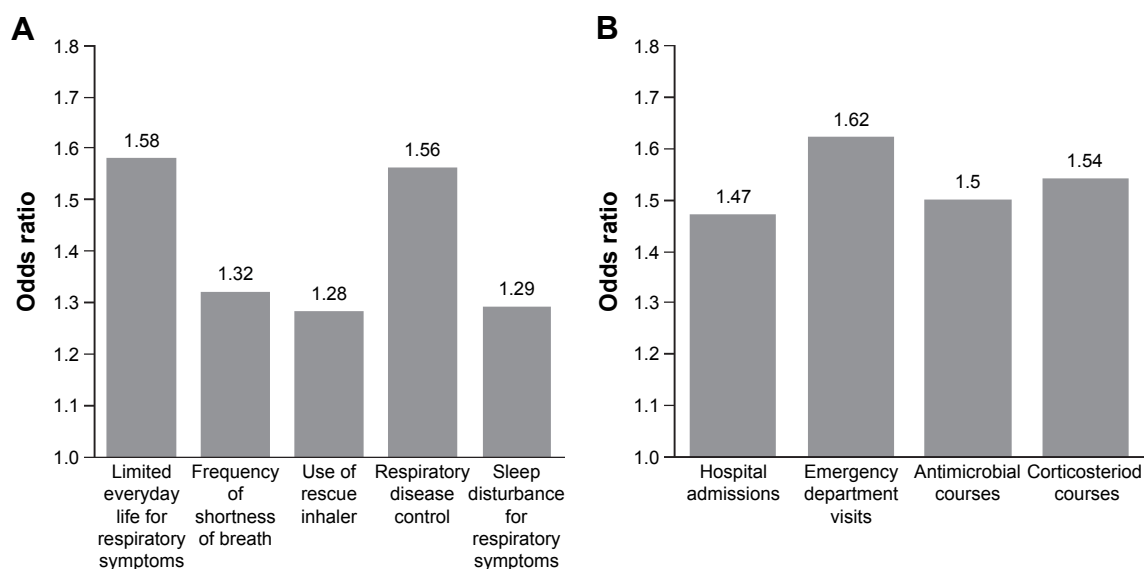 A
Odds ratio
1.8
1.7
1.6
1.5
1.4
1.3
1.2
1.1
1.0
1.58
1.32
1.28
1.56
1.29
Limited
everyday
life for
respiratory
symptoms
Frequency
of
shortness
of breath
Use of
rescue
inhaler
Respiratory
disease
control
Sleep
disturbance
for
respiratory
symptoms
B
Odds ratio
1.8
1.7
1.6
1.5
1.4
1.3
1.2
1.1
1.0
1.47
1.62
1.5
1.54
Hospital
admissions
Emergency
department
visits
Antimicrobial
courses
Corticosteriod
courses